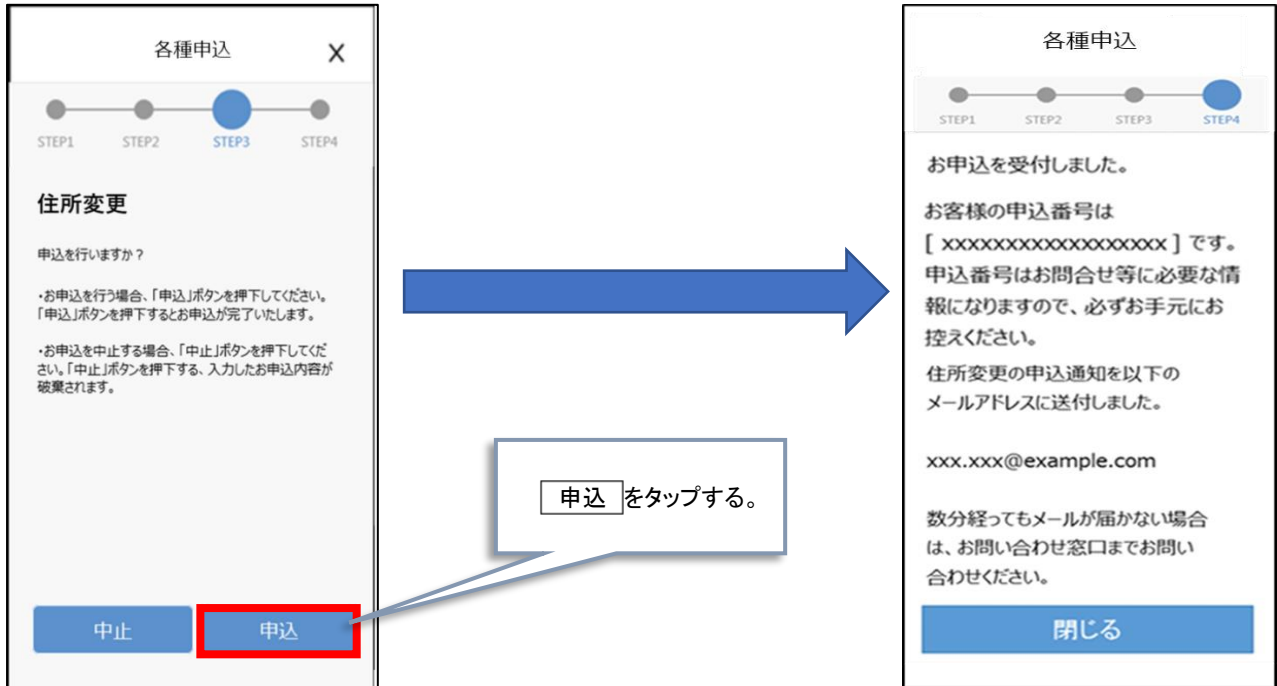 各種申込 X
STEP1 STEP2 STEP3 STEP4
住所変更
申込を行いますか？
・お申込を行う場合、「申込」ボタンを押下してください。
「申込」ボタンを押下するとお申込が完了いたします。
・お申込を中止する場合、「中止」ボタンを押下してくだ
さい。「中止」ボタンを押下する、入力したお申込内容が
破棄されます。
中止 申込
申込 をタップする。
各種申込
STEP1 STEP2 STEP3 STEP4
お申込を受付しました。
お客様の申込番号は
[ xxxxxxxxxxxxxxxxxxx ] です。
申込番号はお問合せ等に必要な情
報になりますので、必ずお手元にお
控えください。
住所変更の申込通知を以下の
メールアドレスに送付しました。
xxx.xxx@example.com
数分経ってもメールが届かない場合
は、お問い合わせ窓口までお問い
合わせください。
閉じる